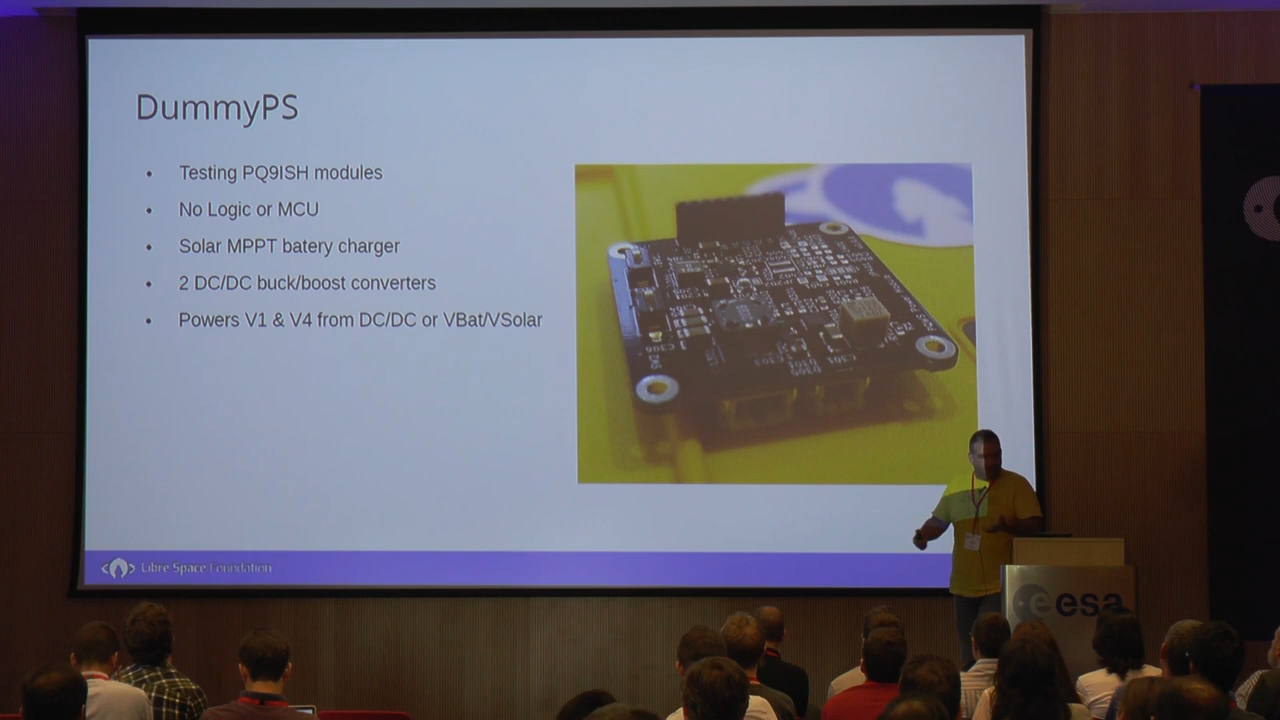 DummyPS
• Testing PQ9ISH modules
• No Logic or MCU
• Solar MPPT batery charger
• 2 DC/DC buck/boost converters
• Powers V1 & V4 from DC/DC or VBat/VSolar
C301
Libre Space Foundation
esa